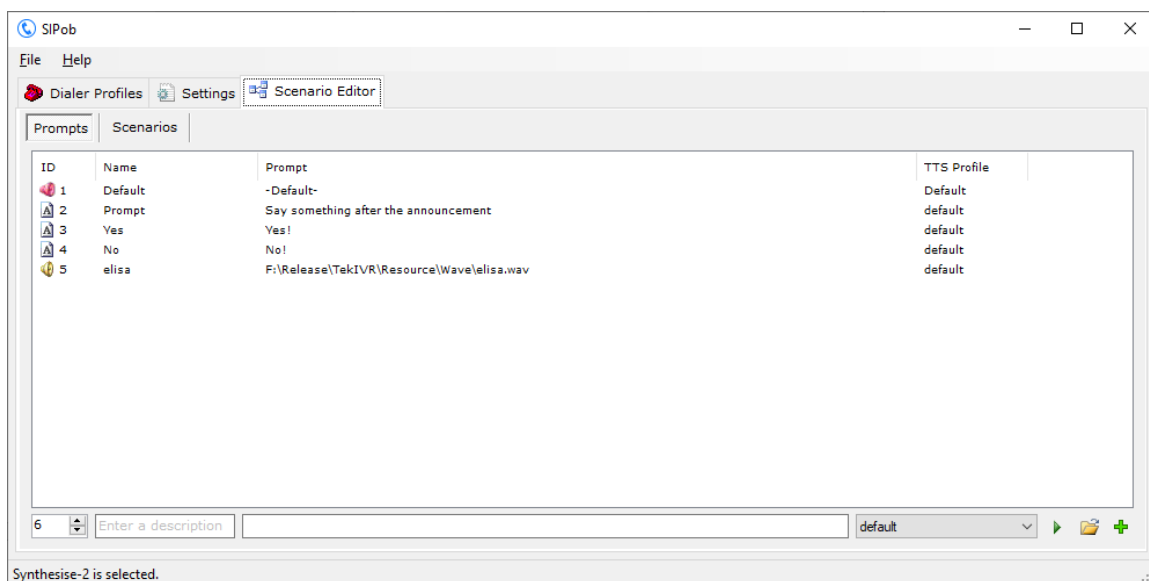 SIPob
File Help
Dialer Profiles Settings Scenario Editor
Prompts Scenarios
ID Name Prompt TTS Profile
1 Default -Default- Default
2 Prompt Say something after the announcement default
3 Yes Yes! default
4 No No! default
5 elisa F:\Release\TekIVR\Resource\Wave\elisa.wav default
6 Enter a description default
Synthesise-2 is selected.